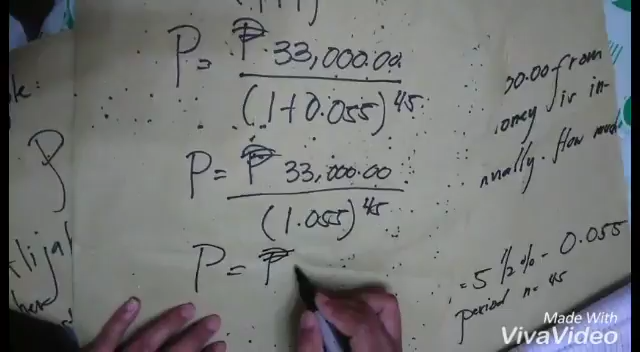 P = ₱ 33,000.00
(1+0.055)^45
P = ₱ 33,000.00
(1.055)^45
P = ₱
P
00.00 from
oney is in-
nually. How
= 5 1/2 % = 0.055
period n = 45
Made With
VivaVideo